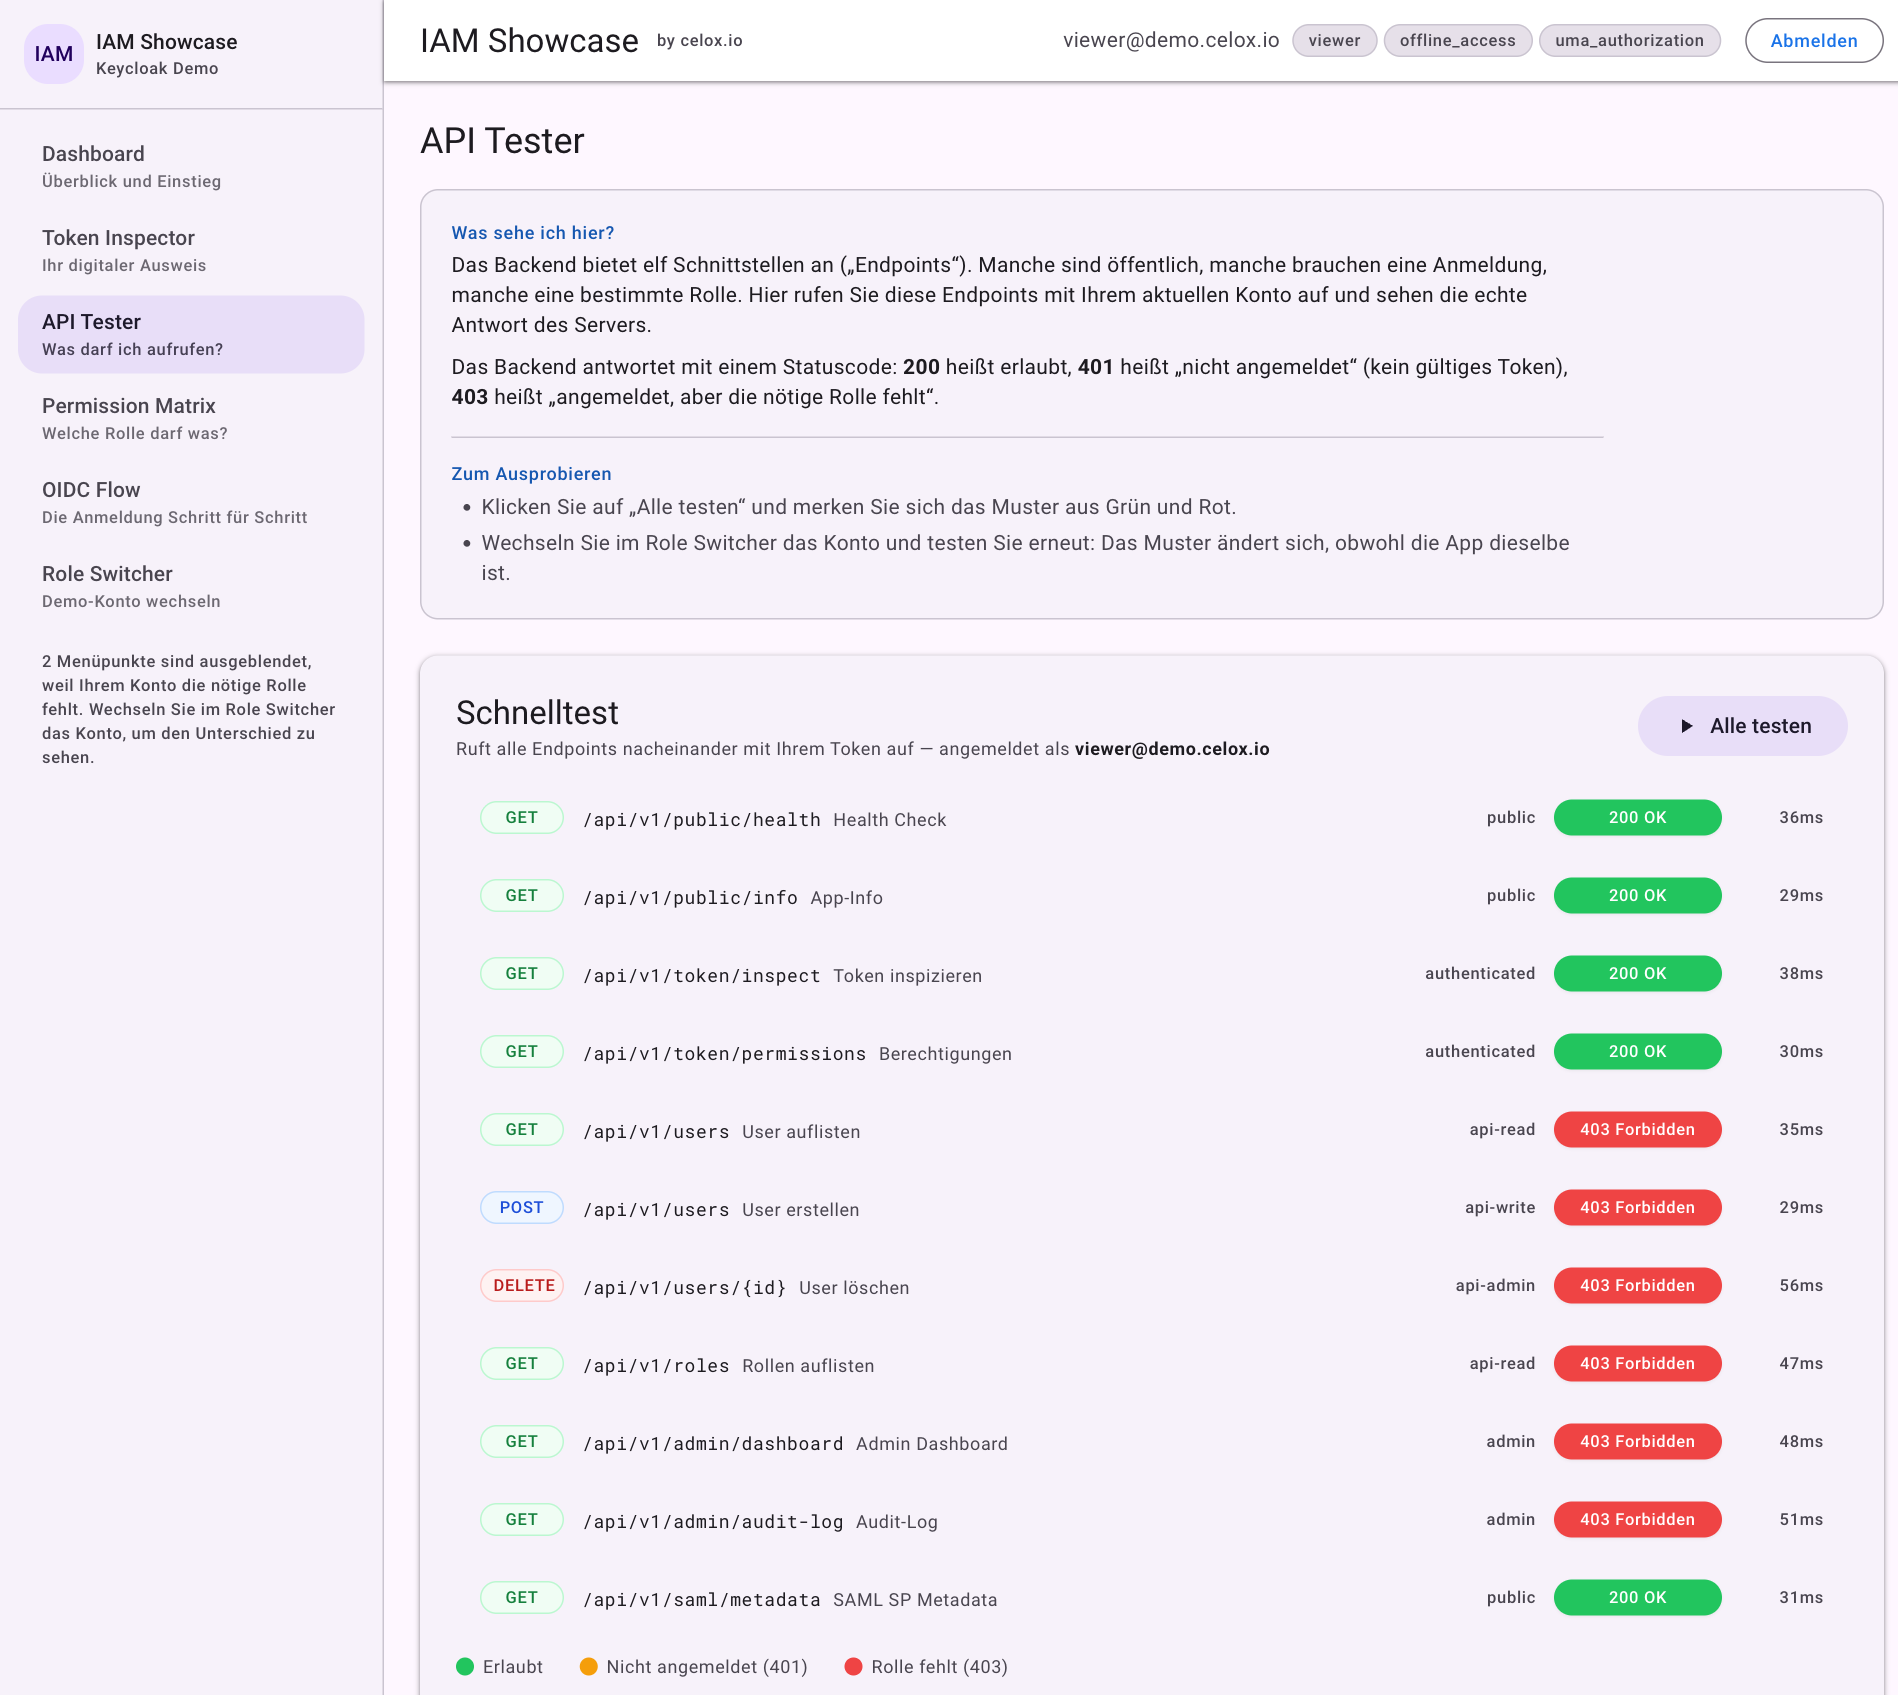 IAM
IAM Showcase
Keycloak Demo
Dashboard
Überblick und Einstieg
Token Inspector
Ihr digitaler Ausweis
API Tester
Was darf ich aufrufen?
Permission Matrix
Welche Rolle darf was?
OIDC Flow
Die Anmeldung Schritt für Schritt
Role Switcher
Demo-Konto wechseln
2 Menüpunkte sind ausgeblendet,
weil Ihrem Konto die nötige Rolle
fehlt. Wechseln Sie im Role Switcher
das Konto, um den Unterschied zu
sehen.
IAM Showcase by celox.io viewer@demo.celox.io viewer offline_access uma_authorization Abmelden
API Tester
Was sehe ich hier?
Das Backend bietet elf Schnittstellen an („Endpoints“). Manche sind öffentlich, manche brauchen eine Anmeldung,
manche eine bestimmte Rolle. Hier rufen Sie diese Endpoints mit Ihrem aktuellen Konto auf und sehen die echte
Antwort des Servers.
Das Backend antwortet mit einem Statuscode: 200 heißt erlaubt, 401 heißt „nicht angemeldet“ (kein gültiges Token),
403 heißt „angemeldet, aber die nötige Rolle fehlt“.
Zum Ausprobieren
• Klicken Sie auf „Alle testen“ und merken Sie sich das Muster aus Grün und Rot.
• Wechseln Sie im Role Switcher das Konto und testen Sie erneut: Das Muster ändert sich, obwohl die App dieselbe
ist.
Schnelltest
Ruft alle Endpoints nacheinander mit Ihrem Token auf — angemeldet als viewer@demo.celox.io
Alle testen
GET /api/v1/public/health Health Check public 200 OK 36ms
GET /api/v1/public/info App-Info public 200 OK 29ms
GET /api/v1/token/inspect Token inspizieren authenticated 200 OK 38ms
GET /api/v1/token/permissions Berechtigungen authenticated 200 OK 30ms
GET /api/v1/users User auflisten api-read 403 Forbidden 35ms
POST /api/v1/users User erstellen api-write 403 Forbidden 29ms
DELETE /api/v1/users/{id} User löschen api-admin 403 Forbidden 56ms
GET /api/v1/roles Rollen auflisten api-read 403 Forbidden 47ms
GET /api/v1/admin/dashboard Admin Dashboard admin 403 Forbidden 48ms
GET /api/v1/admin/audit-log Audit-Log admin 403 Forbidden 51ms
GET /api/v1/saml/metadata SAML SP Metadata public 200 OK 31ms
Erlaubt Nicht angemeldet (401) Rolle fehlt (403)